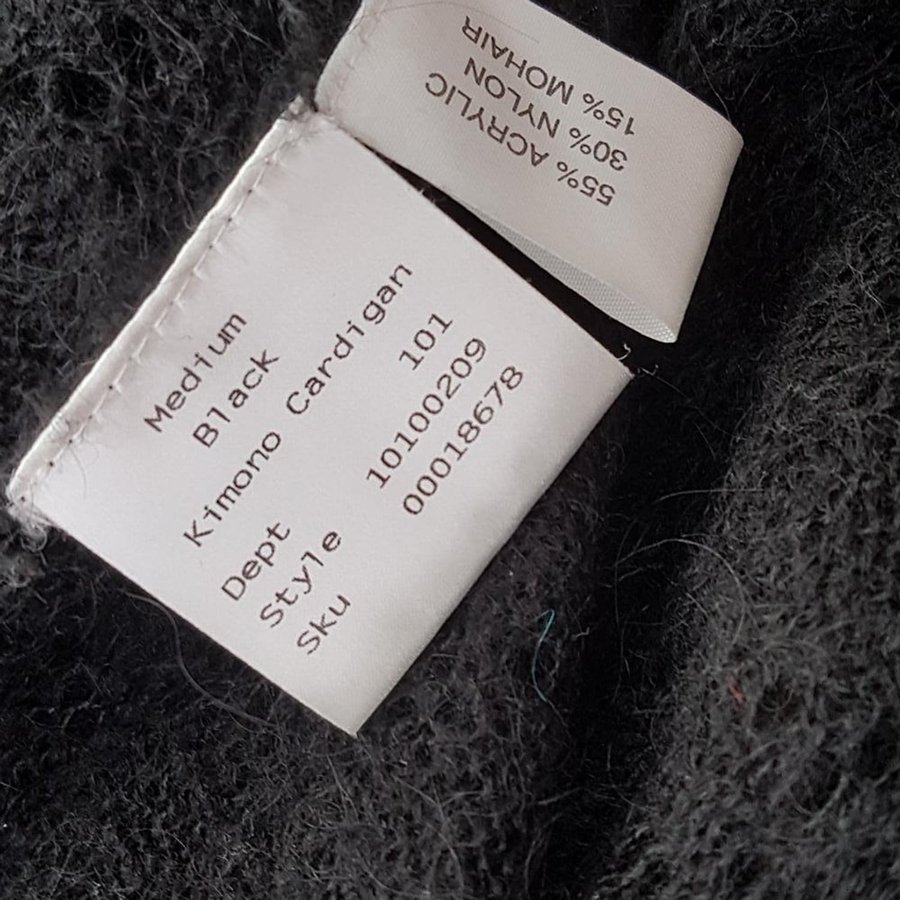 55% ACRYLIC
30% NYLON
15% MOHAIR
Medium
Black
Kimono Cardigan
Dept 101
Style 10100209
Sku 00018678